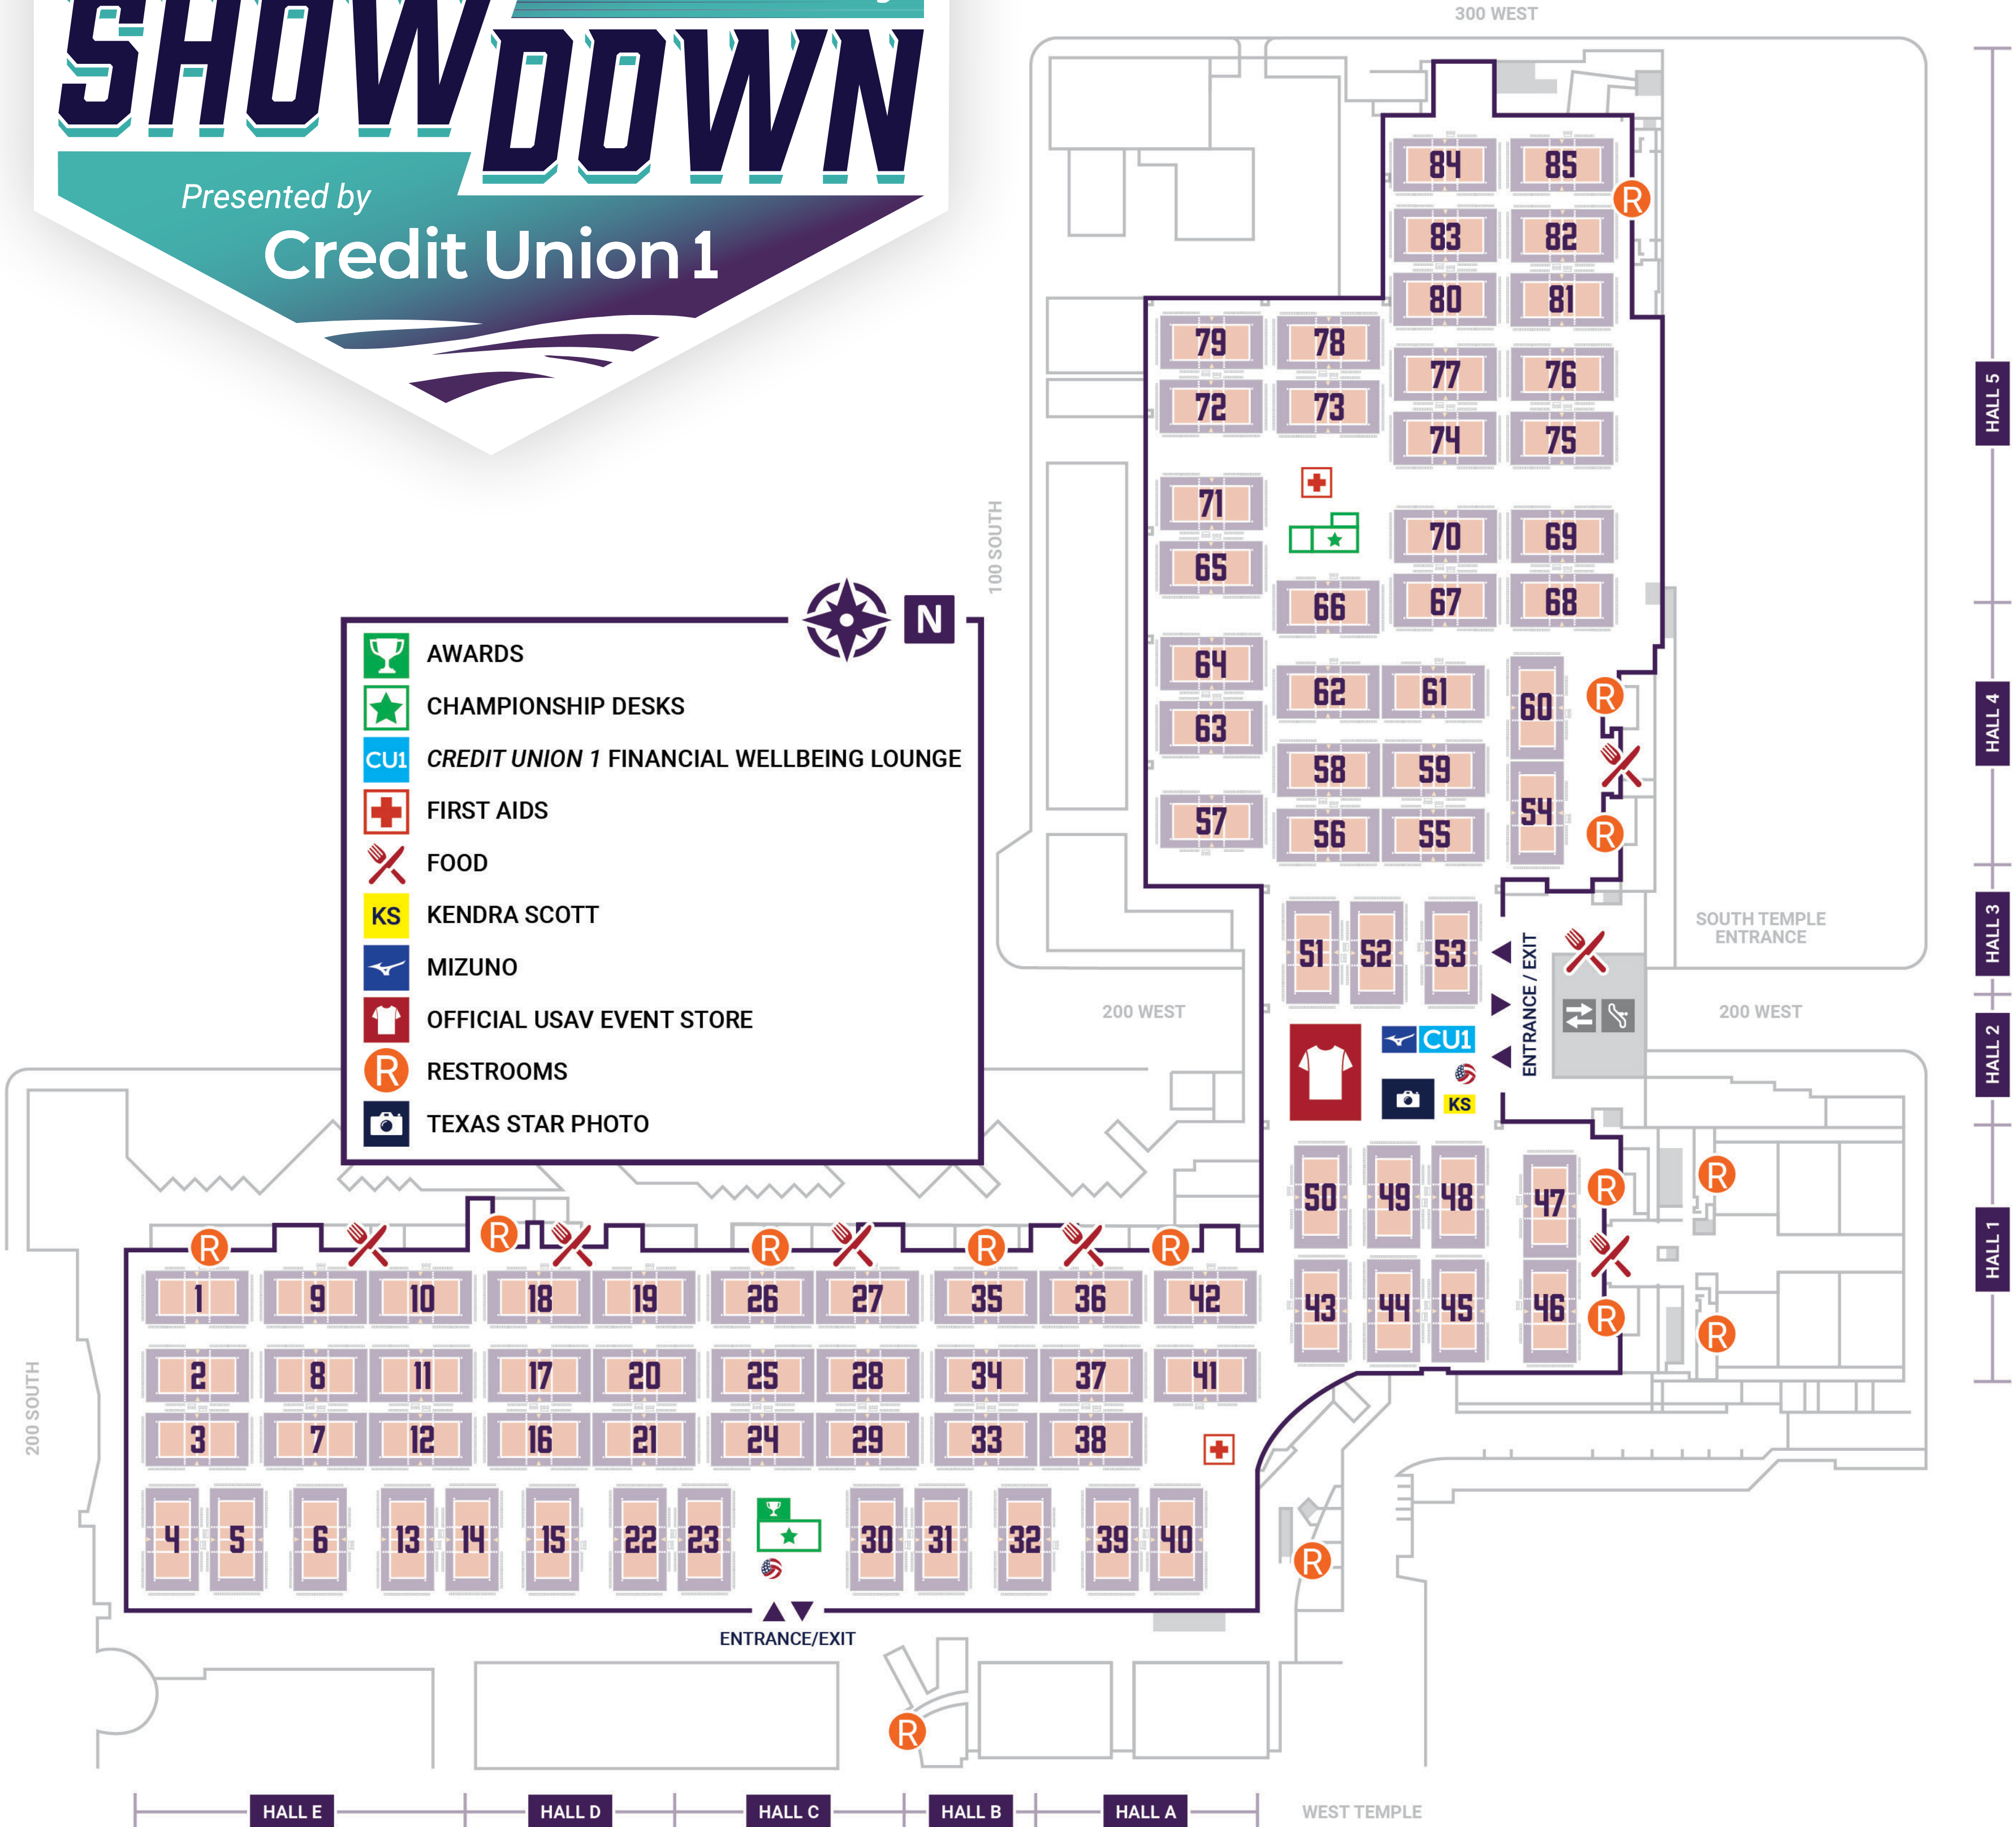 SHOWDOWN
Presented by
Credit Union 1
300 WEST
84 85
83 82
80 81
79 78
77 76
72 73
74 75
HALL 5
71
70 69
65
66
67 68
100 SOUTH
N
AWARDS
CHAMPIONSHIP DESKS
CU1 CREDIT UNION 1 FINANCIAL WELLBEING LOUNGE
FIRST AIDS
FOOD
KS KENDRA SCOTT
MIZUNO
OFFICIAL USAV EVENT STORE
R RESTROOMS
TEXAS STAR PHOTO
R
64
62 61
60
R
63
HALL 4
58 59
57
56 55
54
R
51 52 53
ENTRANCE / EXIT
SOUTH TEMPLE
ENTRANCE
HALL 3
200 WEST
200 WEST
CU1
KS
HALL 2
50 49 48 47
R
R
43 44 45 46
R
R
HALL 1
R R R R R
1 9 10 18 19 26 27 35 36 42
2 8 11 17 20 25 28 34 37 41
3 7 12 16 21 24 29 33 38
4 5 6 13 14 15 22 23 30 31 32 39 40
200 SOUTH
R
ENTRANCE/EXIT
R
HALL E HALL D HALL C HALL B HALL A
WEST TEMPLE